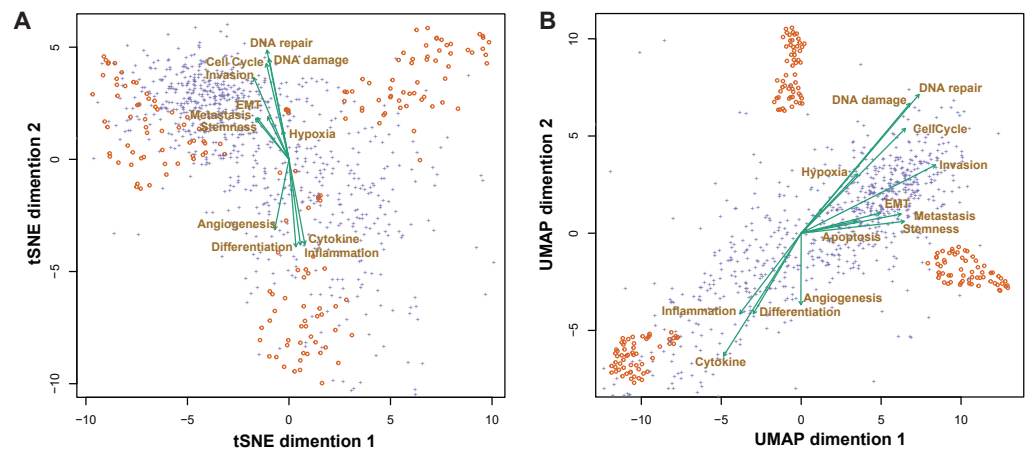 A
5
0
−5
−10
−10
−5
0
5
10
tSNE dimention 2
tSNE dimention 1
DNA repair
Cell Cycle
DNA damage
Invasion
EMT
Metastasis
Stemness
Hypoxia
Angiogenesis
Differentiation
Cytokine
Inflammation
B
10
5
0
−5
−10
−5
0
5
10
UMAP dimention 2
UMAP dimention 1
DNA repair
DNA damage
CellCycle
Invasion
Hypoxia
EMT
Metastasis
Stemness
Apoptosis
Angiogenesis
Inflammation
Differentiation
Cytokine